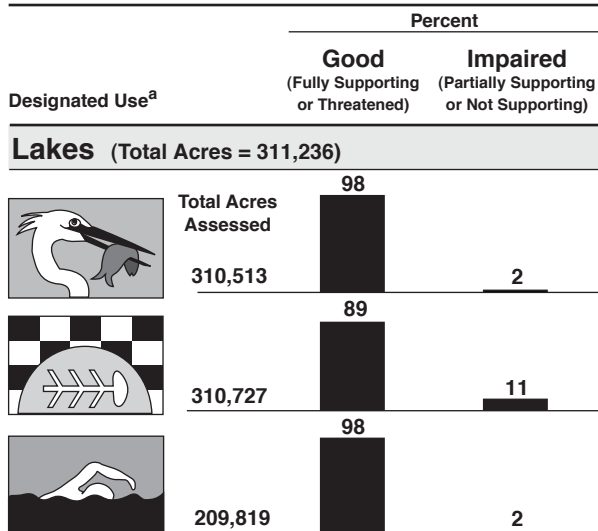 Percent
Good Impaired
(Fully Supporting (Partially Supporting
Designated Useᵃ or Threatened) or Not Supporting)
Lakes (Total Acres = 311,236)
Total Acres
Assessed
98
310,513 2
89
310,727 11
98
209,819 2